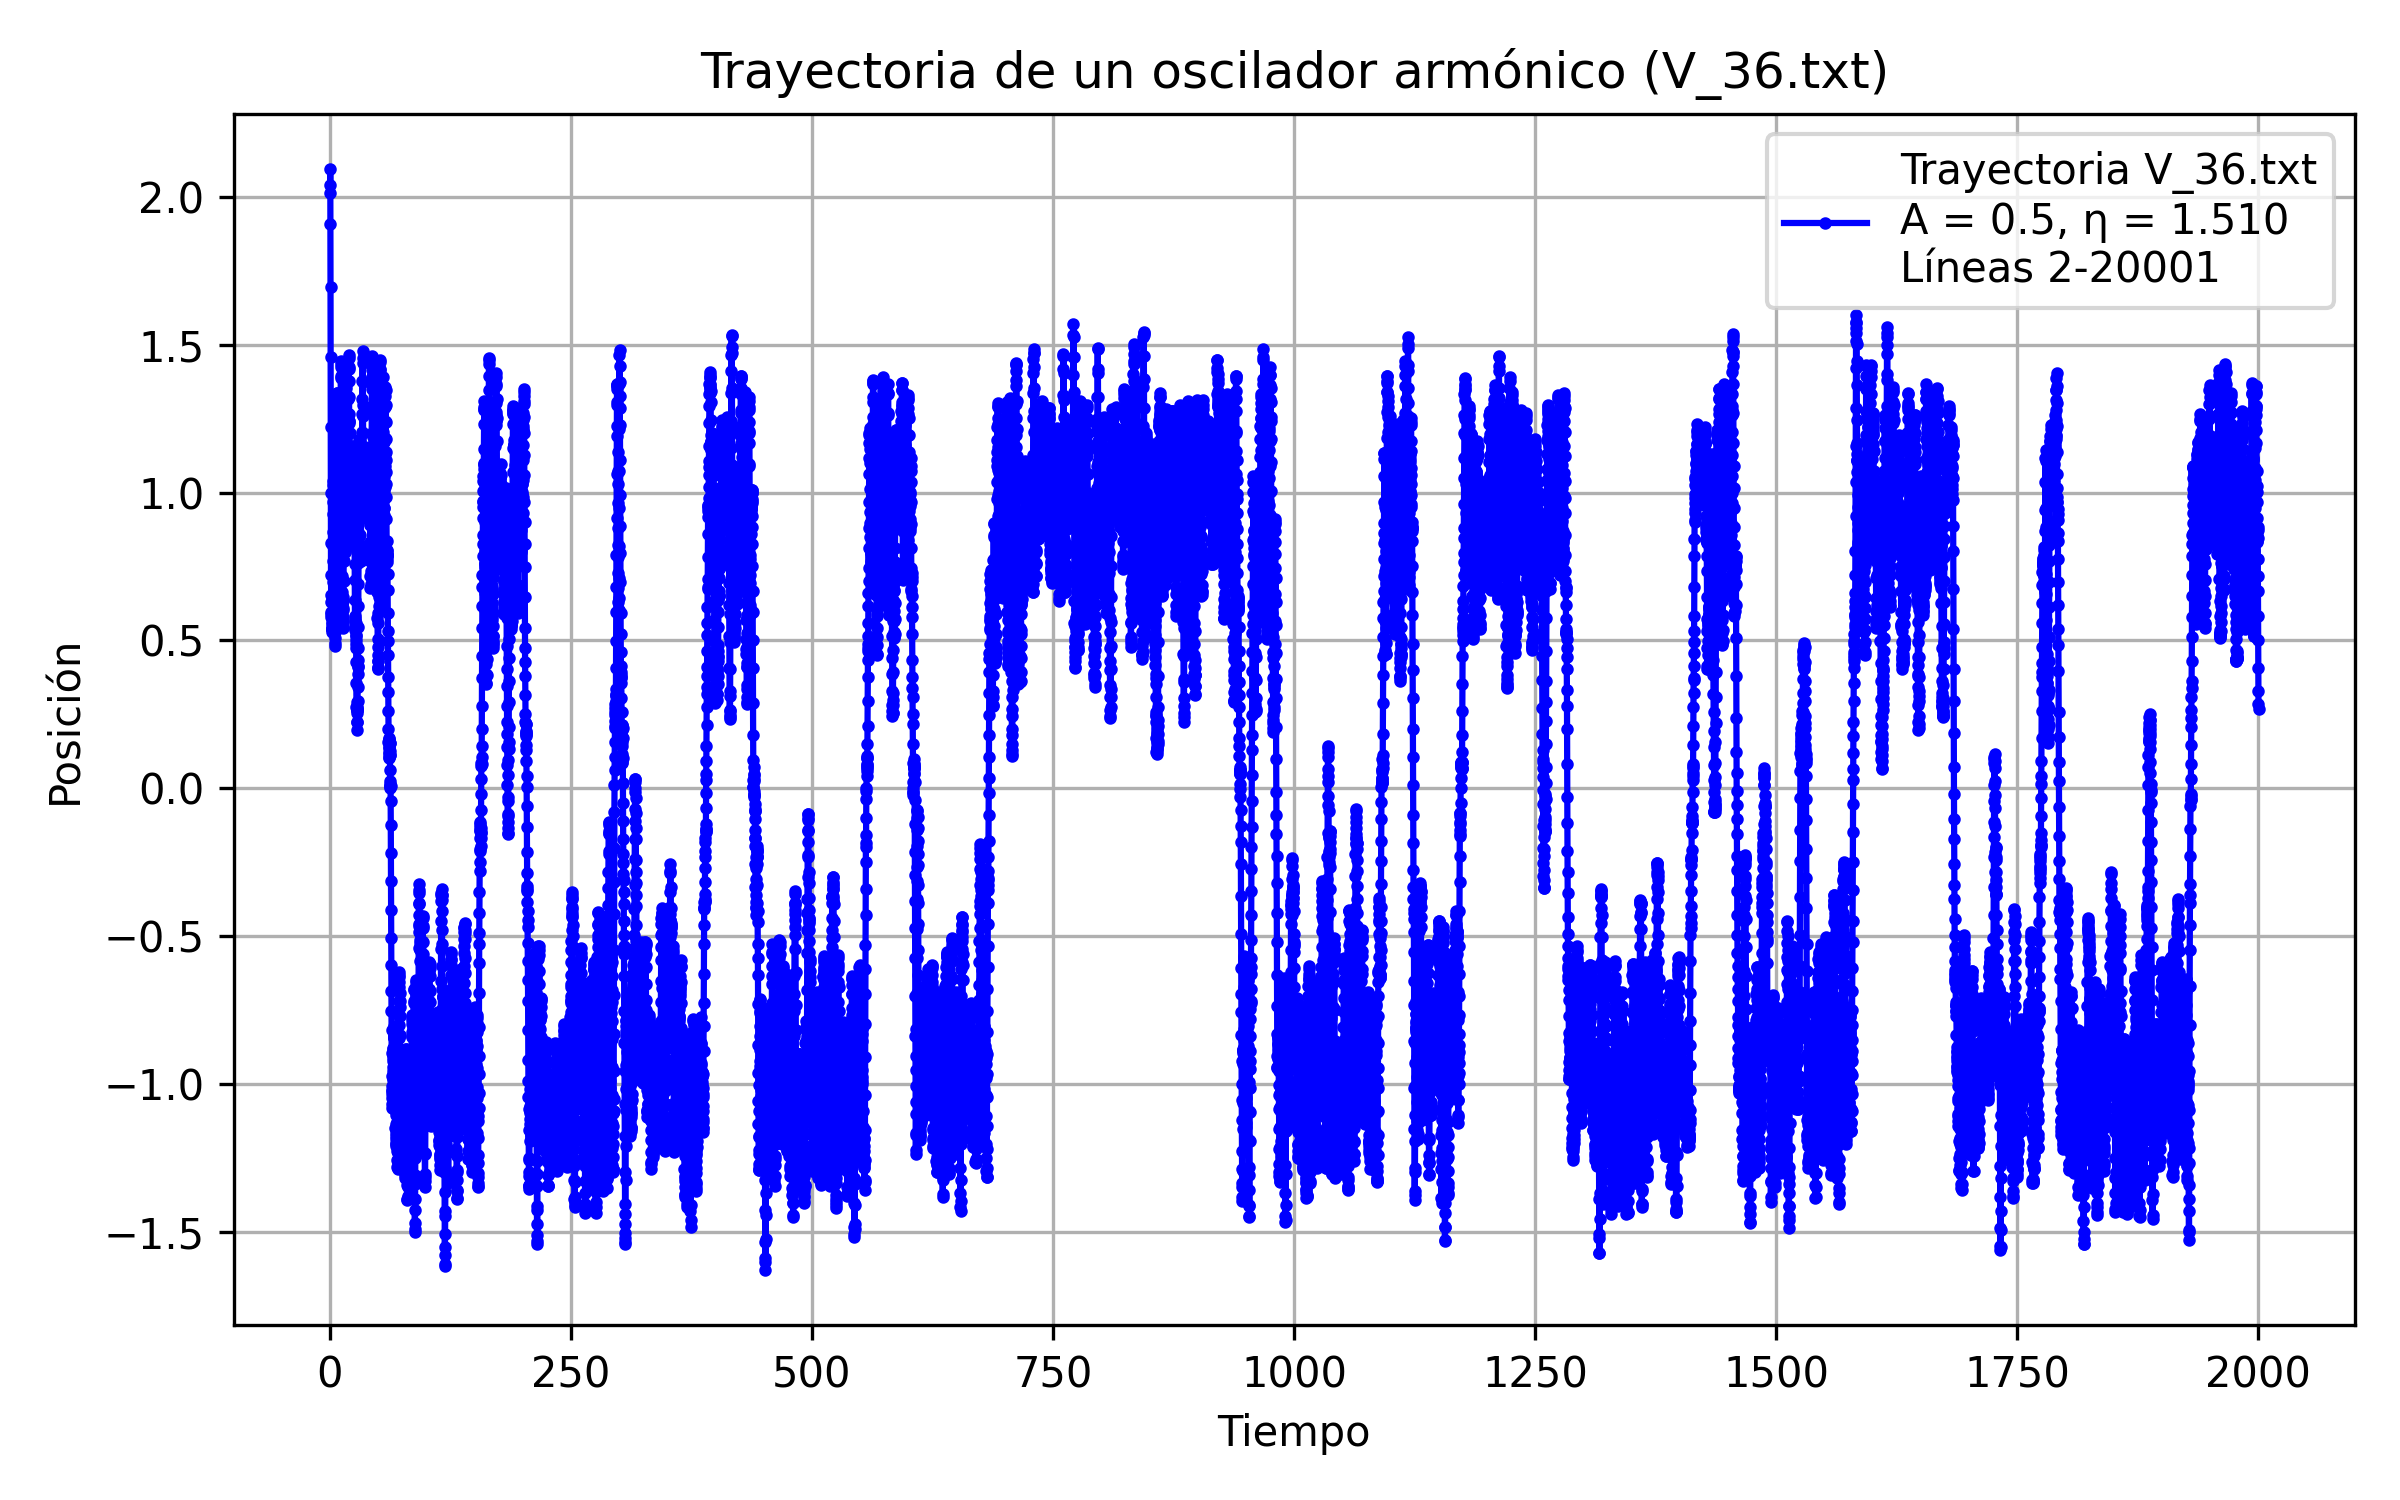 Trayectoria de un oscilador armónico (V_36.txt)
Trayectoria V_36.txt
A = 0.5, η = 1.510
Líneas 2-20001
2.0
1.5
1.0
0.5
0.0
−0.5
−1.0
−1.5
Posición
0
250
500
750
1000
1250
1500
1750
2000
Tiempo